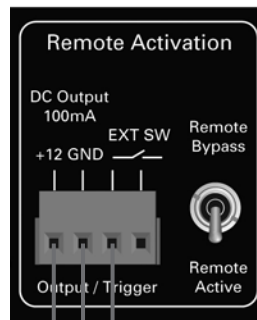 Remote Activation
DC Output
100mA
+12 GND
EXT SW
Remote
Bypass
Output / Trigger
Remote
Active